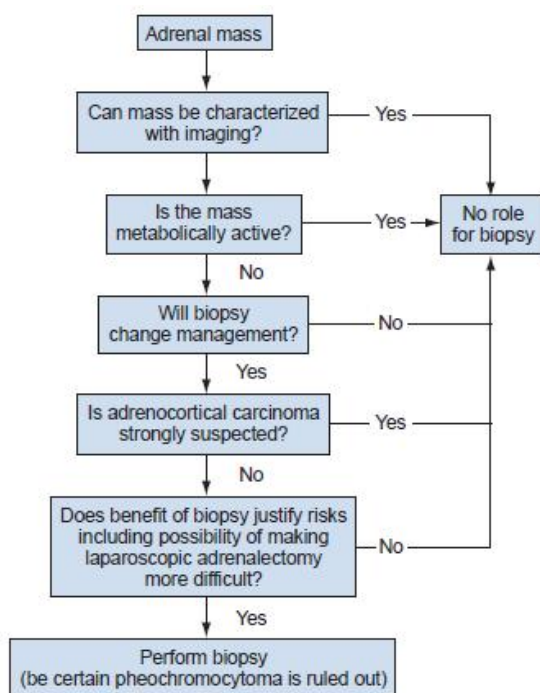 Adrenal mass
Can mass be characterized
with imaging?
Yes
Is the mass
metabolically active?
Yes
No role
for biopsy
No
Will biopsy
change management?
No
Yes
Is adrenocortical carcinoma
strongly suspected?
Yes
No
Does benefit of biopsy justify risks
including possibility of making
laparoscopic adrenalectomy
more difficult?
No
Yes
Perform biopsy
(be certain pheochromocytoma is ruled out)